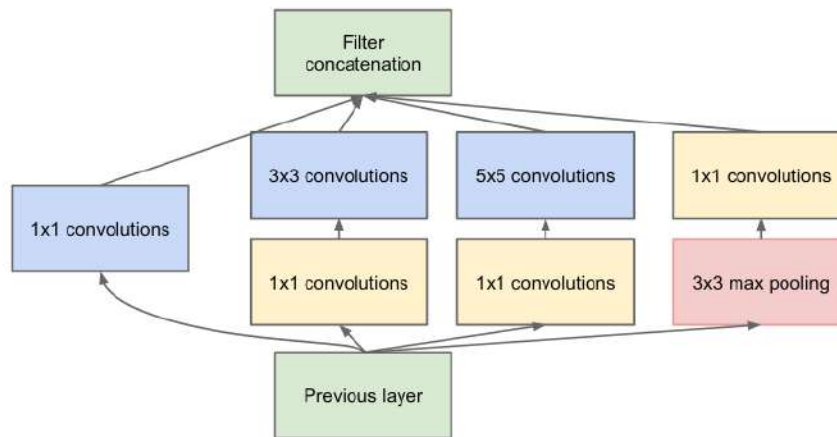 Filter
concatenation
3x3 convolutions
5x5 convolutions
1x1 convolutions
1x1 convolutions
1x1 convolutions
1x1 convolutions
3x3 max pooling
Previous layer